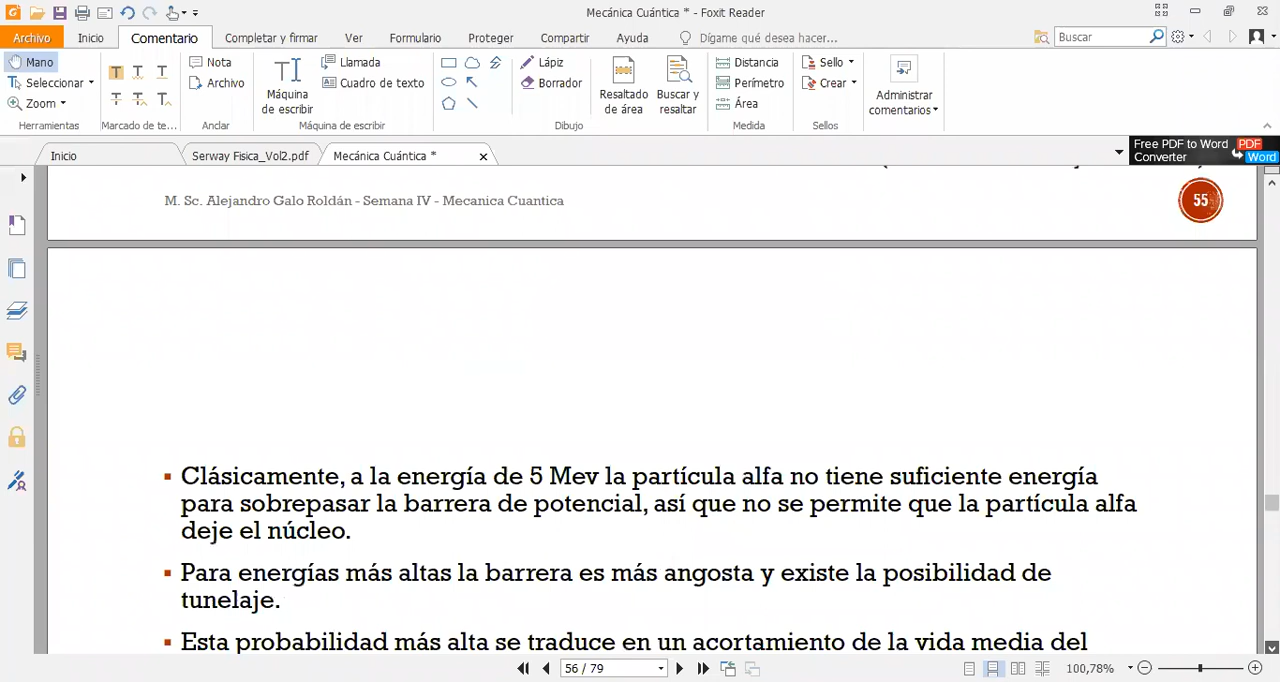 Mecánica Cuántica * - Foxit Reader
Archivo Inicio Comentario Completar y firmar Ver Formulario Proteger Compartir Ayuda Dígame qué desea hacer... Buscar
Mano Nota Llamada Lápiz Distancia Sello
Seleccionar Archivo Cuadro de texto Borrador Perímetro Crear
Zoom Área
Máquina de escribir
Resaltado de área
Buscar y resaltar
Administrar comentarios
Herramientas Marcado de te... Andar Máquina de escribir Dibujo Medida Sellos
Inicio Serway Fisica_Vol2.pdf Mecánica Cuántica *
Free PDF to Word Converter PDF Word
M. Sc. Alejandro Galo Roldán - Semana IV - Mecanica Cuantica 55
▪ Clásicamente, a la energía de 5 Mev la partícula alfa no tiene suficiente energía
para sobrepasar la barrera de potencial, así que no se permite que la partícula alfa
deje el núcleo.
▪ Para energías más altas la barrera es más angosta y existe la posibilidad de
tunelaje.
▪ Esta probabilidad más alta se traduce en un acortamiento de la vida media del
56 / 79 100,78%